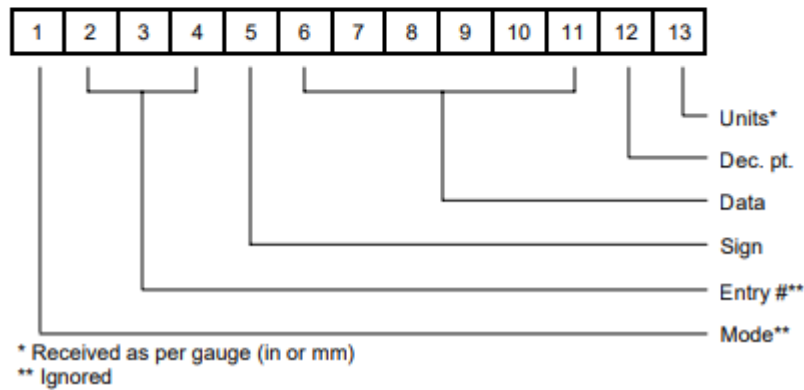 1 2 3 4 5 6 7 8 9 10 11 12 13
Units*
Dec. pt.
Data
Sign
Entry #**
Mode**
* Received as per gauge (in or mm)
** Ignored